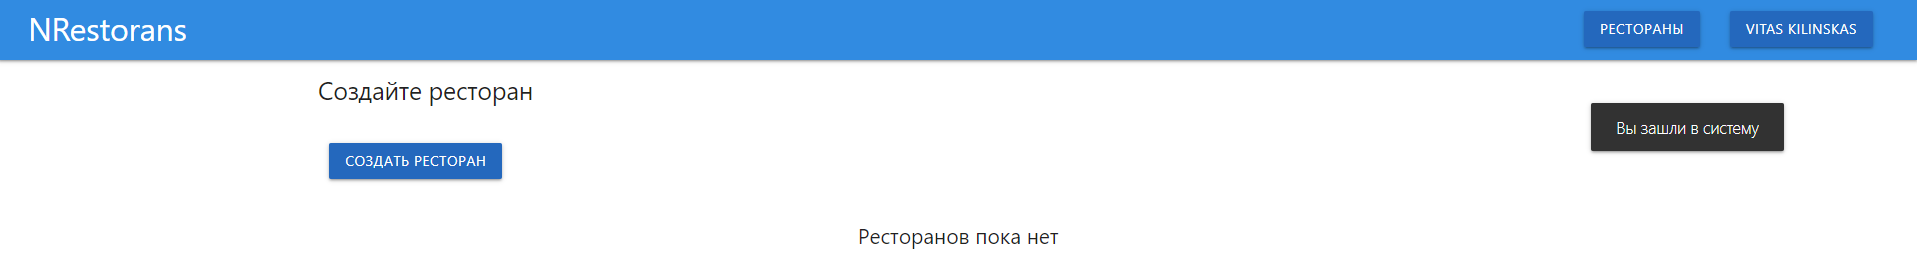 NRestorans
РЕСТОРАНЫ
VITAS KILINSKAS
Создайте ресторан
Вы зашли в систему
СОЗДАТЬ РЕСТОРАН
Ресторанов пока нет